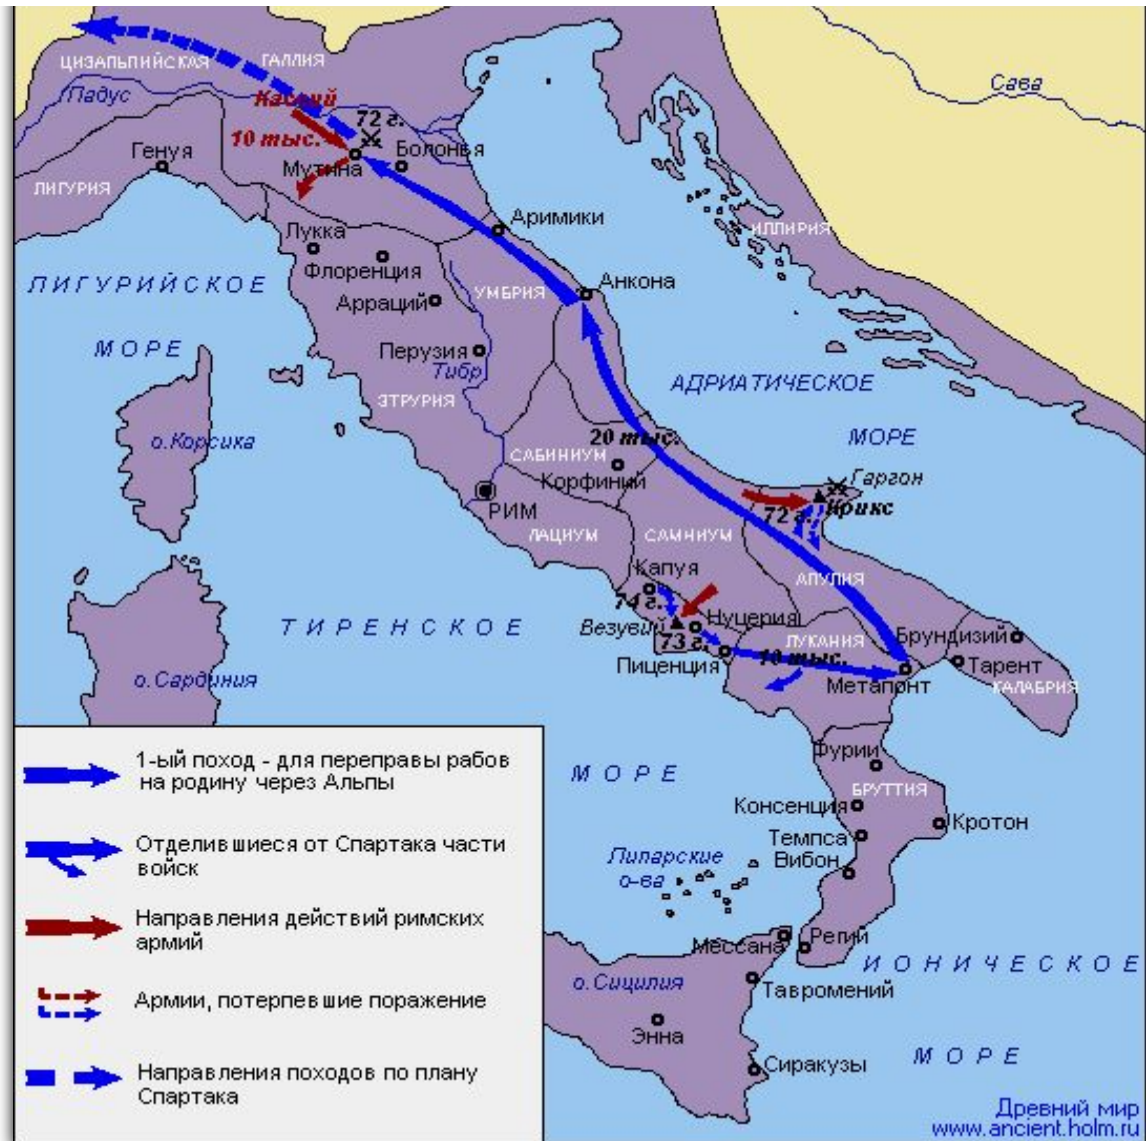 ЦИЗАЛЬПИЙСКАЯ ГАЛЛИЯ
Сава
Падус
Кассий
10 тыс.
72 г.
Генуя
Мутина
Болонья
ЛИГУРИЯ
Аримики
ИЛЛИРИЯ
Лукка
Флоренция
ЛИГУРИЙСКОЕ
МОРЕ
УМБРИЯ
Анкона
Арраций
Перузия
Тибр
АДРИАТИЧЕСКОЕ
МОРЕ
ЭТРУРИЯ
о.Корсика
20 тыс.
САБИНИУМ
Корфиний
Гаргон
Крикс
72 г.
РИМ
ЛАЦИУМ
САМНИУМ
АПУЛИЯ
Капуя
74 г.
Везувий
Нуцерия
73 г.
ТИРЕНСКОЕ
МОРЕ
ЛУКАНИЯ
10 тыс.
Пиценция
Метапонт
Брундизий
Тарент
КАЛАБРИЯ
о.Сардиния
Фурии
БРУТТИЯ
Консенция
Кротон
Темпса
Вибон
Липарские
о-ва
Мессана
Регий
ИОНИЧЕСКОЕ
МОРЕ
о.Сицилия
Тавромений
Энна
Сиракузы
1-ый поход - для переправы рабов
на родину через Альпы
Отделившиеся от Спартака части
войск
Направления действий римских
армий
Армии, потерпевшие поражение
Направления походов по плану
Спартака
Древний мир
www.ancient.holm.ru